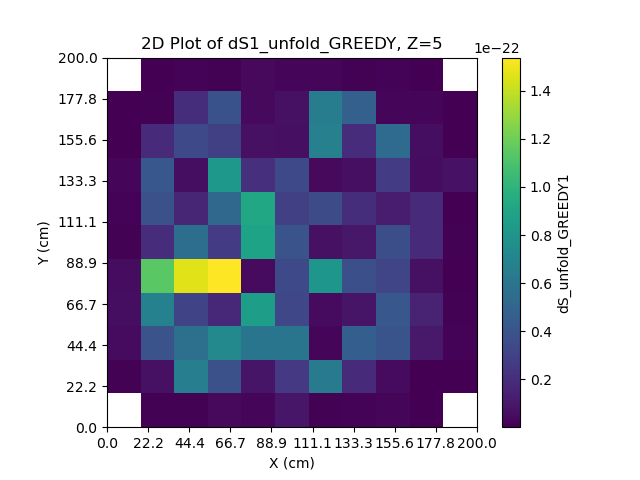 2D Plot of dS1_unfold_GREEDY, Z=5
1e−22
200.0
177.8
155.6
133.3
111.1
88.9
66.7
44.4
22.2
0.0
Y (cm)
0.0 22.2 44.4 66.7 88.9 111.1 133.3 155.6 177.8 200.0
X (cm)
1.4
1.2
1.0
0.8
0.6
0.4
0.2
dS_unfold_GREEDY1